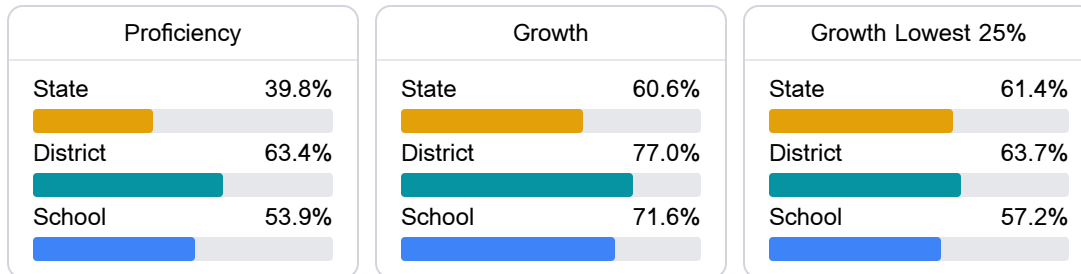 Proficiency
State 39.8%
District 63.4%
School 53.9%
Growth
State 60.6%
District 77.0%
School 71.6%
Growth Lowest 25%
State 61.4%
District 63.7%
School 57.2%